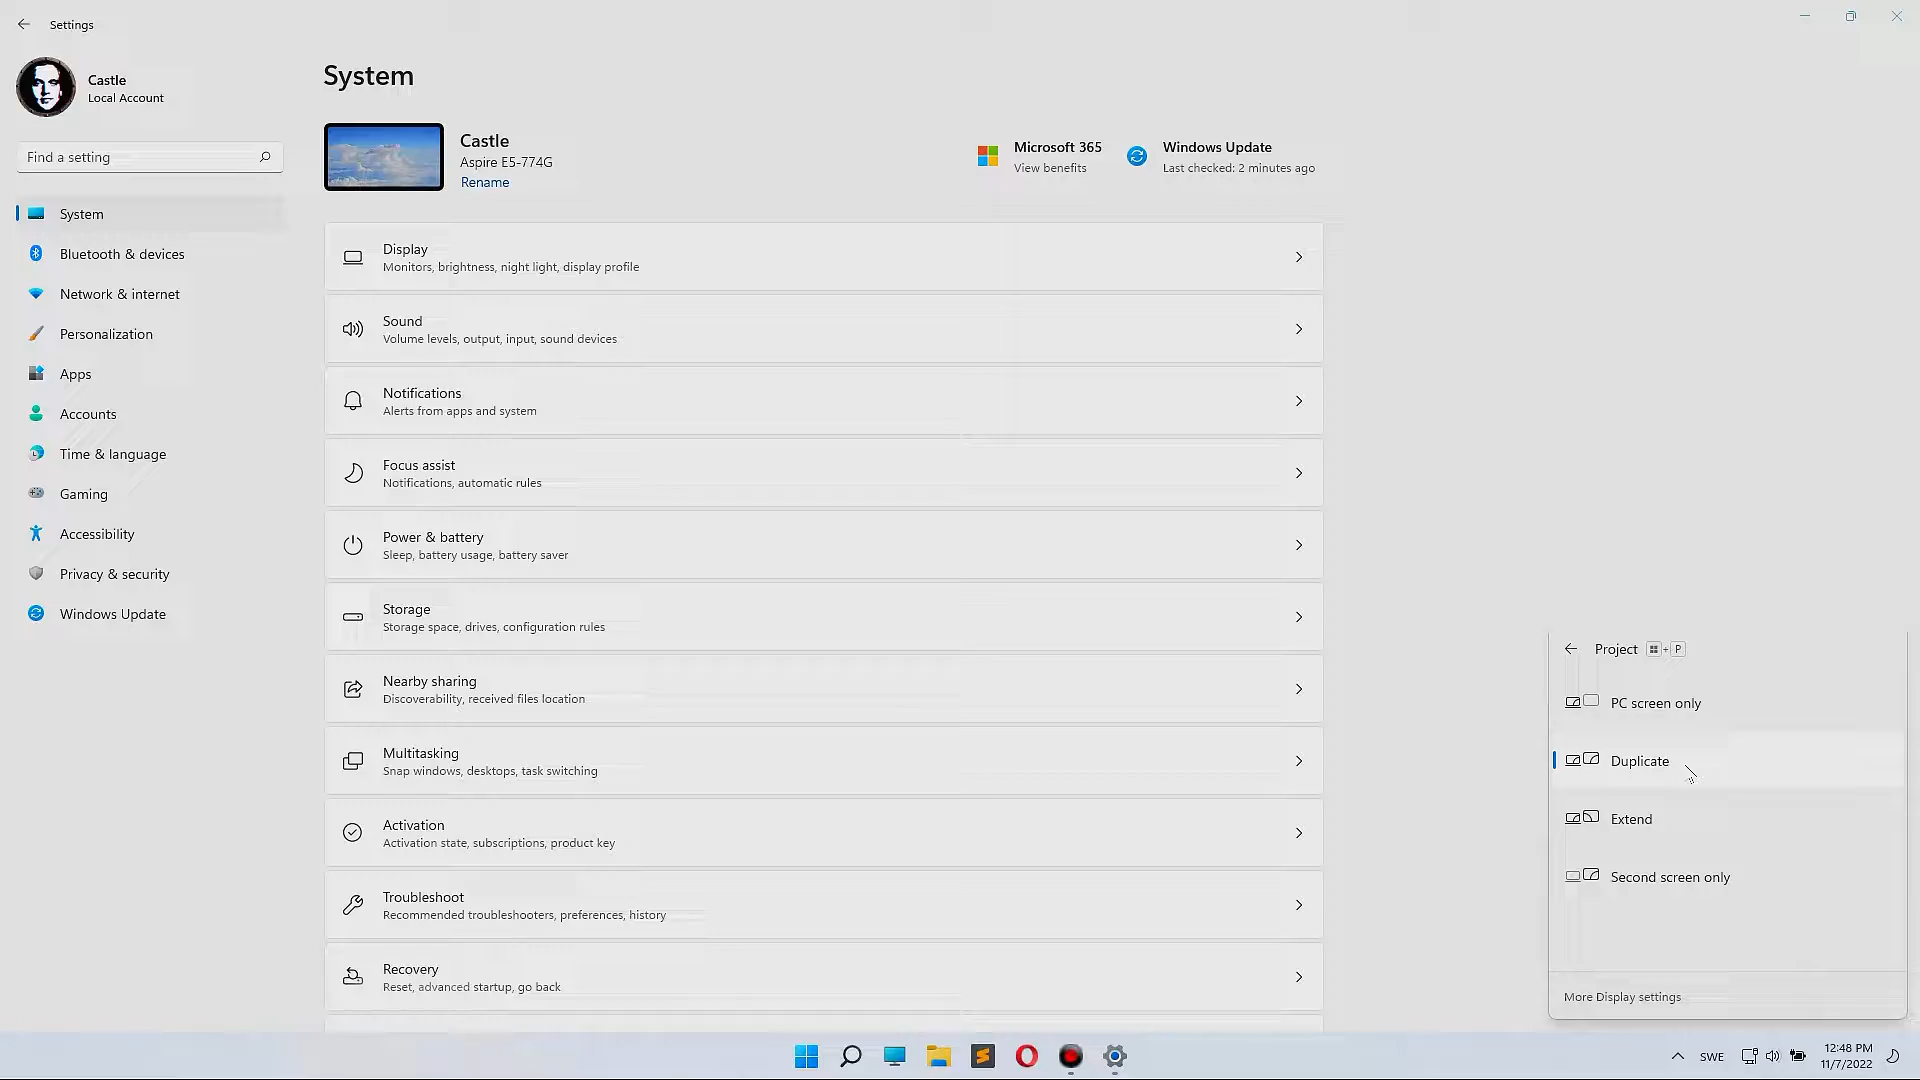 Settings
Castle
Local Account
Find a setting
System
Bluetooth & devices
Network & internet
Personalization
Apps
Accounts
Time & language
Gaming
Accessibility
Privacy & security
Windows Update
System
Castle
Aspire E5-774G
Rename
Microsoft 365
View benefits
Windows Update
Last checked: 2 minutes ago
Display
Monitors, brightness, night light, display profile
Sound
Volume levels, output, input, sound devices
Notifications
Alerts from apps and system
Focus assist
Notifications, automatic rules
Power & battery
Sleep, battery usage, battery saver
Storage
Storage space, drives, configuration rules
Nearby sharing
Discoverability, received files location
Multitasking
Snap windows, desktops, task switching
Activation
Activation state, subscriptions, product key
Troubleshoot
Recommended troubleshooters, preferences, history
Recovery
Reset, advanced startup, go back
Project + P
PC screen only
Duplicate
Extend
Second screen only
More Display settings
SWE
12:48 PM
11/7/2022